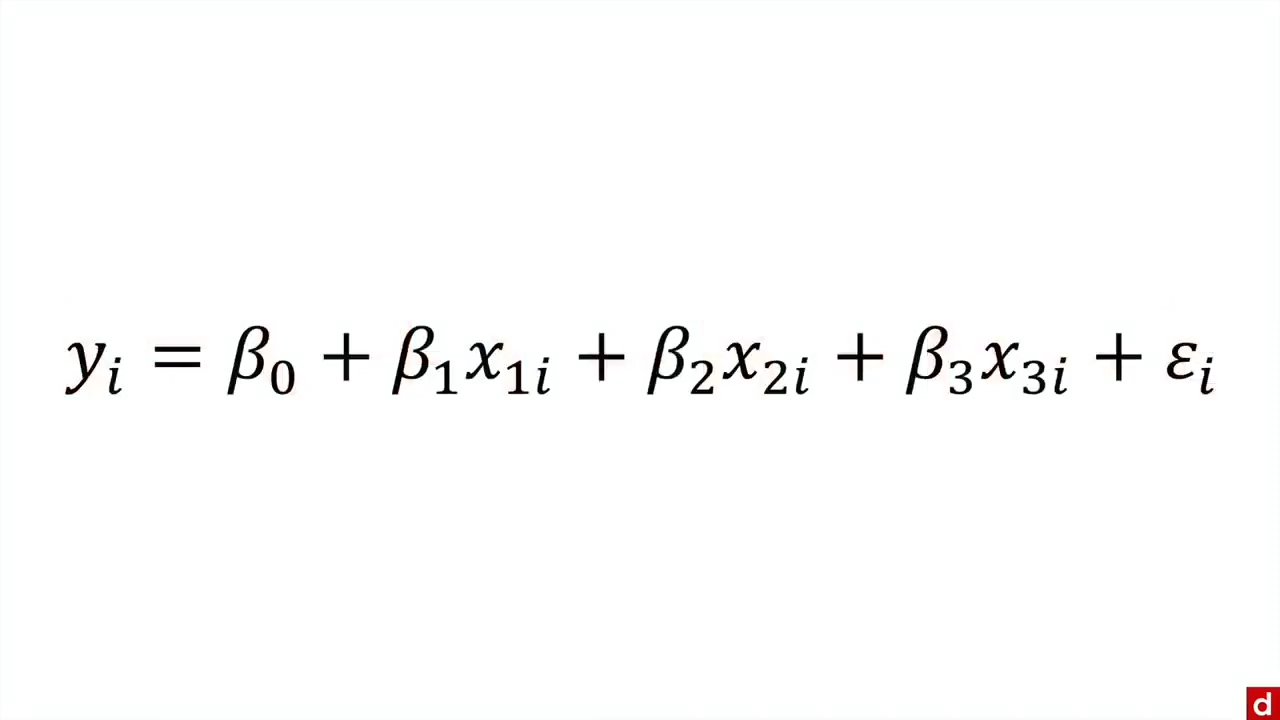 yᵢ = β₀ + β₁x₁ᵢ + β₂x₂ᵢ + β₃x₃ᵢ + εᵢ
d